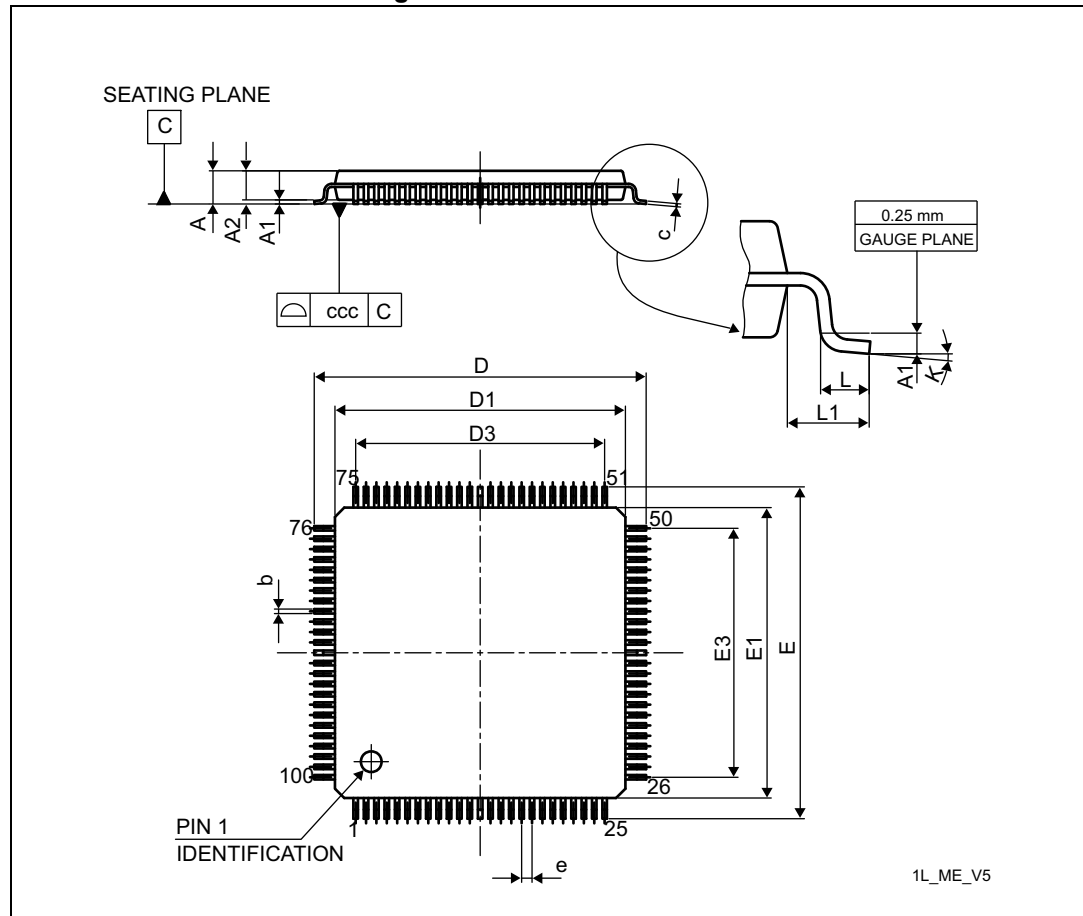 SEATING PLANE
C
A
A2
A1
c
0.25 mm
GAUGE PLANE
ccc C
A1
K
L
L1
D
D1
D3
75
51
76
50
b
E3
E1
E
100
26
PIN 1
IDENTIFICATION
1
25
e
1L_ME_V5